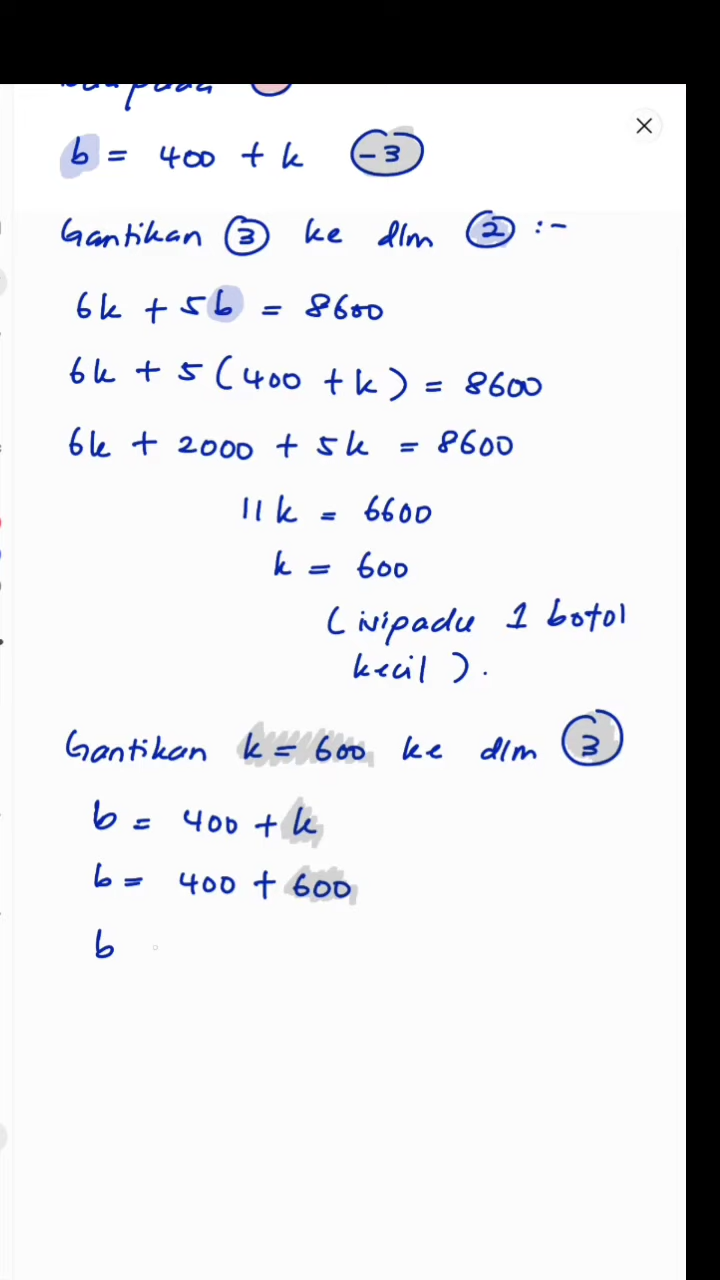 b = 400 + k -3
Gantikan 3 ke dlm 2 :-
6k + 5b = 8600
6k + 5(400 + k) = 8600
6k + 2000 + 5k = 8600
11k = 6600
k = 600
(isipadu 1 botol
kecil).
Gantikan k = 600 ke dlm 3
b = 400 + k
b = 400 + 600
b